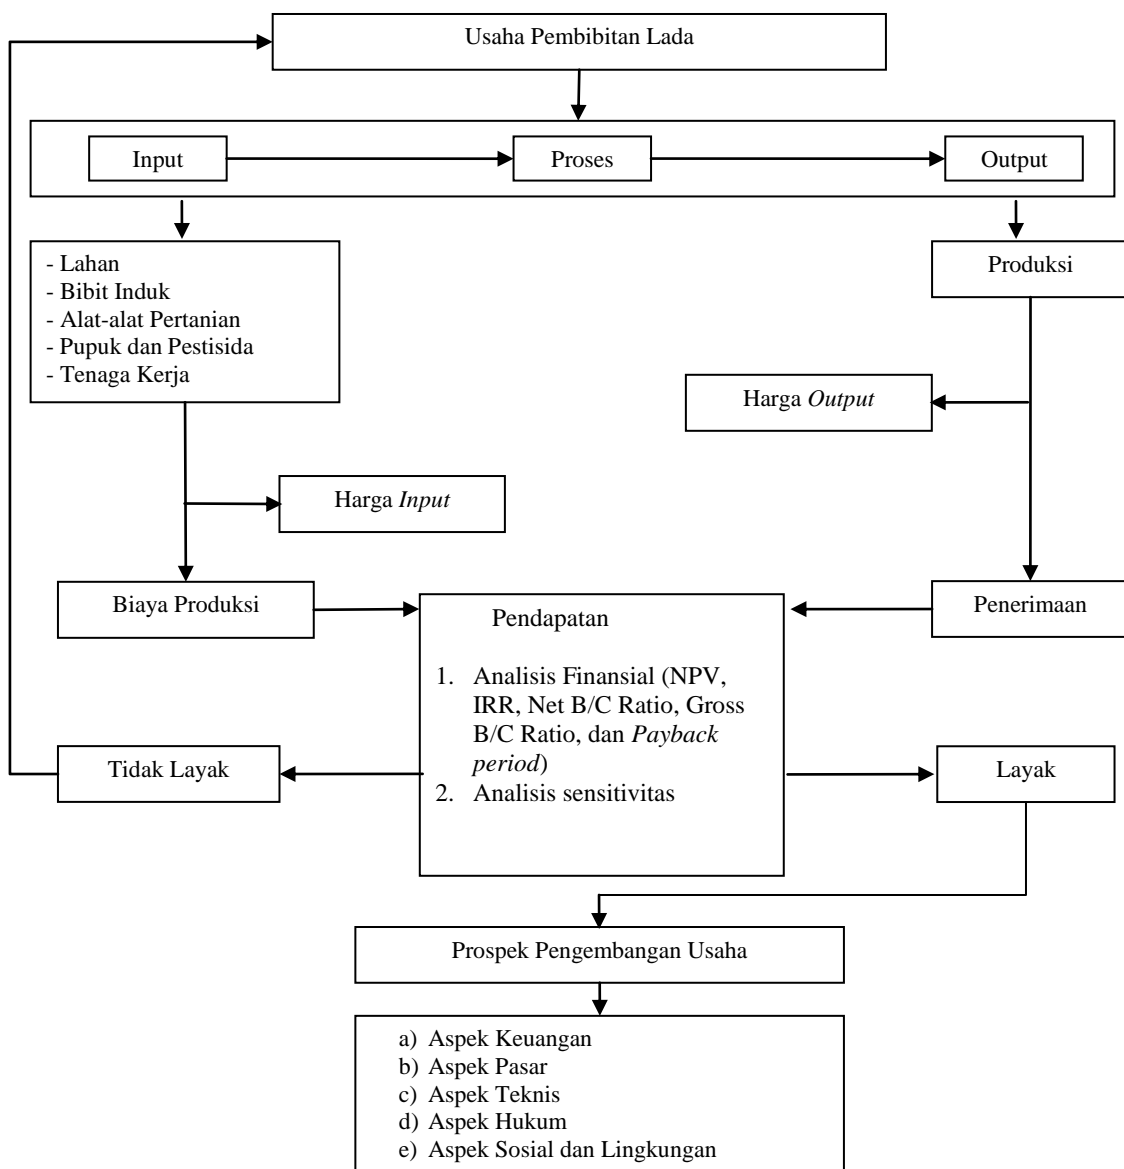 Usaha Pembibitan Lada
Input
Proses
Output
- Lahan
- Bibit Induk
- Alat-alat Pertanian
- Pupuk dan Pestisida
- Tenaga Kerja
Produksi
Harga Output
Harga Input
Biaya Produksi
Penerimaan
Pendapatan
1. Analisis Finansial (NPV,
IRR, Net B/C Ratio, Gross
B/C Ratio, dan Payback
period)
2. Analisis sensitivitas
Tidak Layak
Layak
Prospek Pengembangan Usaha
a) Aspek Keuangan
b) Aspek Pasar
c) Aspek Teknis
d) Aspek Hukum
e) Aspek Sosial dan Lingkungan